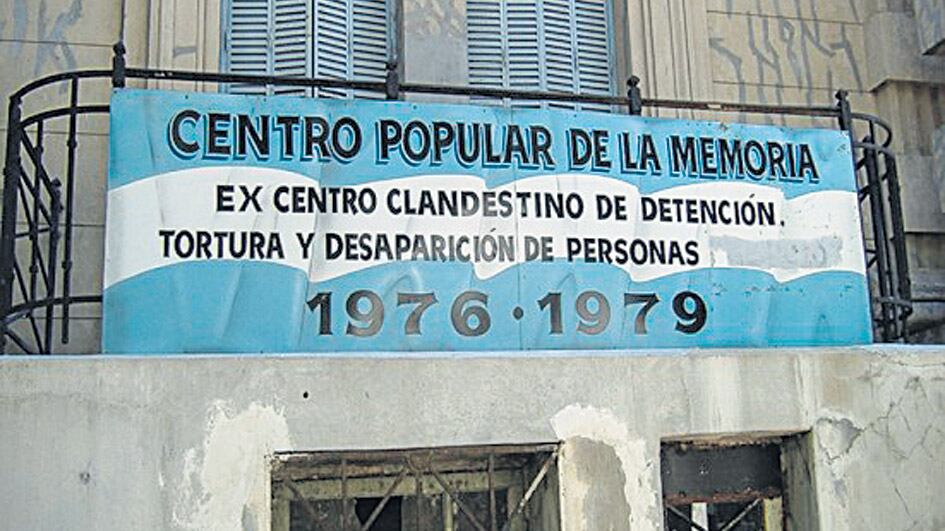 CENTRO POPULAR DE LA MEMORIA
EX CENTRO CLANDESTINO DE DETENCIÓN.
TORTURA Y DESAPARICIÓN DE PERSONAS
1976 · 1979